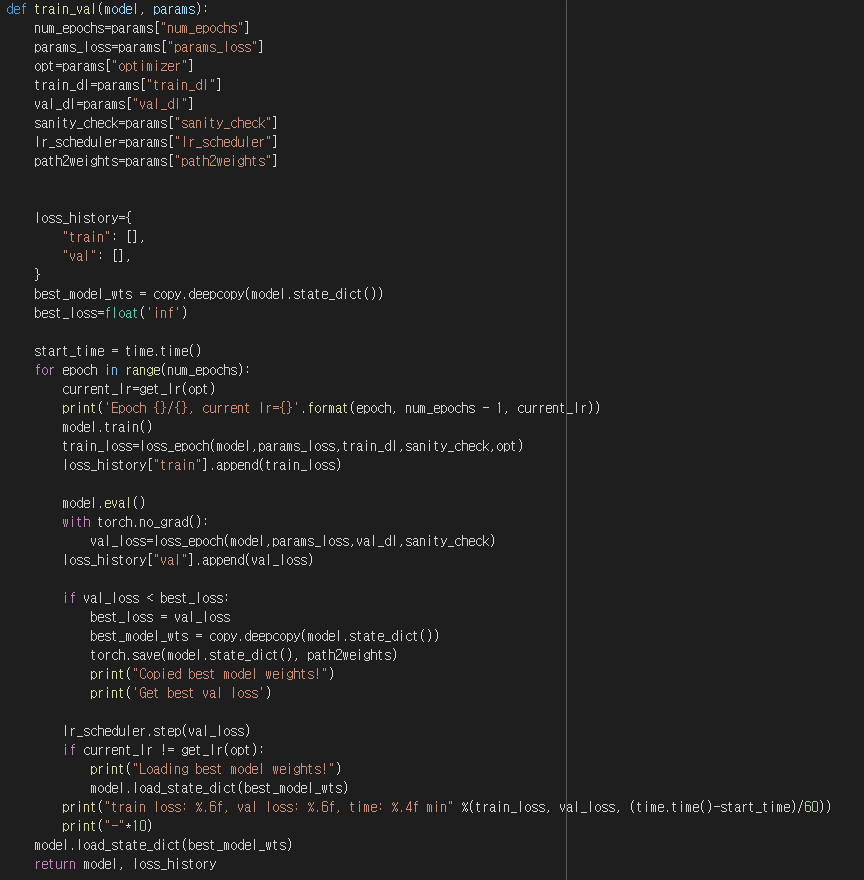 def train_val(model, params):
    num_epochs=params["num_epochs"]
    params_loss=params["params_loss"]
    opt=params["optimizer"]
    train_dl=params["train_dl"]
    val_dl=params["val_dl"]
    sanity_check=params["sanity_check"]
    lr_scheduler=params["lr_scheduler"]
    path2weights=params["path2weights"]
    loss_history={
        "train": [],
        "val": [],
    }
    best_model_wts = copy.deepcopy(model.state_dict())
    best_loss=float('inf')
    start_time = time.time()
    for epoch in range(num_epochs):
        current_lr=get_lr(opt)
        print('Epoch {}/{}, current lr={}'.format(epoch, num_epochs - 1, current_lr))
        model.train()
        train_loss=loss_epoch(model,params_loss,train_dl,sanity_check,opt)
        loss_history["train"].append(train_loss)
        model.eval()
        with torch.no_grad():
            val_loss=loss_epoch(model,params_loss,val_dl,sanity_check)
        loss_history["val"].append(val_loss)
        if val_loss < best_loss:
            best_loss = val_loss
            best_model_wts = copy.deepcopy(model.state_dict())
            torch.save(model.state_dict(), path2weights)
            print("Copied best model weights!")
            print('Get best val loss')
        lr_scheduler.step(val_loss)
        if current_lr != get_lr(opt):
            print("Loading best model weights!")
            model.load_state_dict(best_model_wts)
        print("train loss: %.6f, val loss: %.6f, time: %.4f min" %(train_loss, val_loss, (time.time()-start_time)/60))
        print("-"*10)
    model.load_state_dict(best_model_wts)
    return model, loss_history